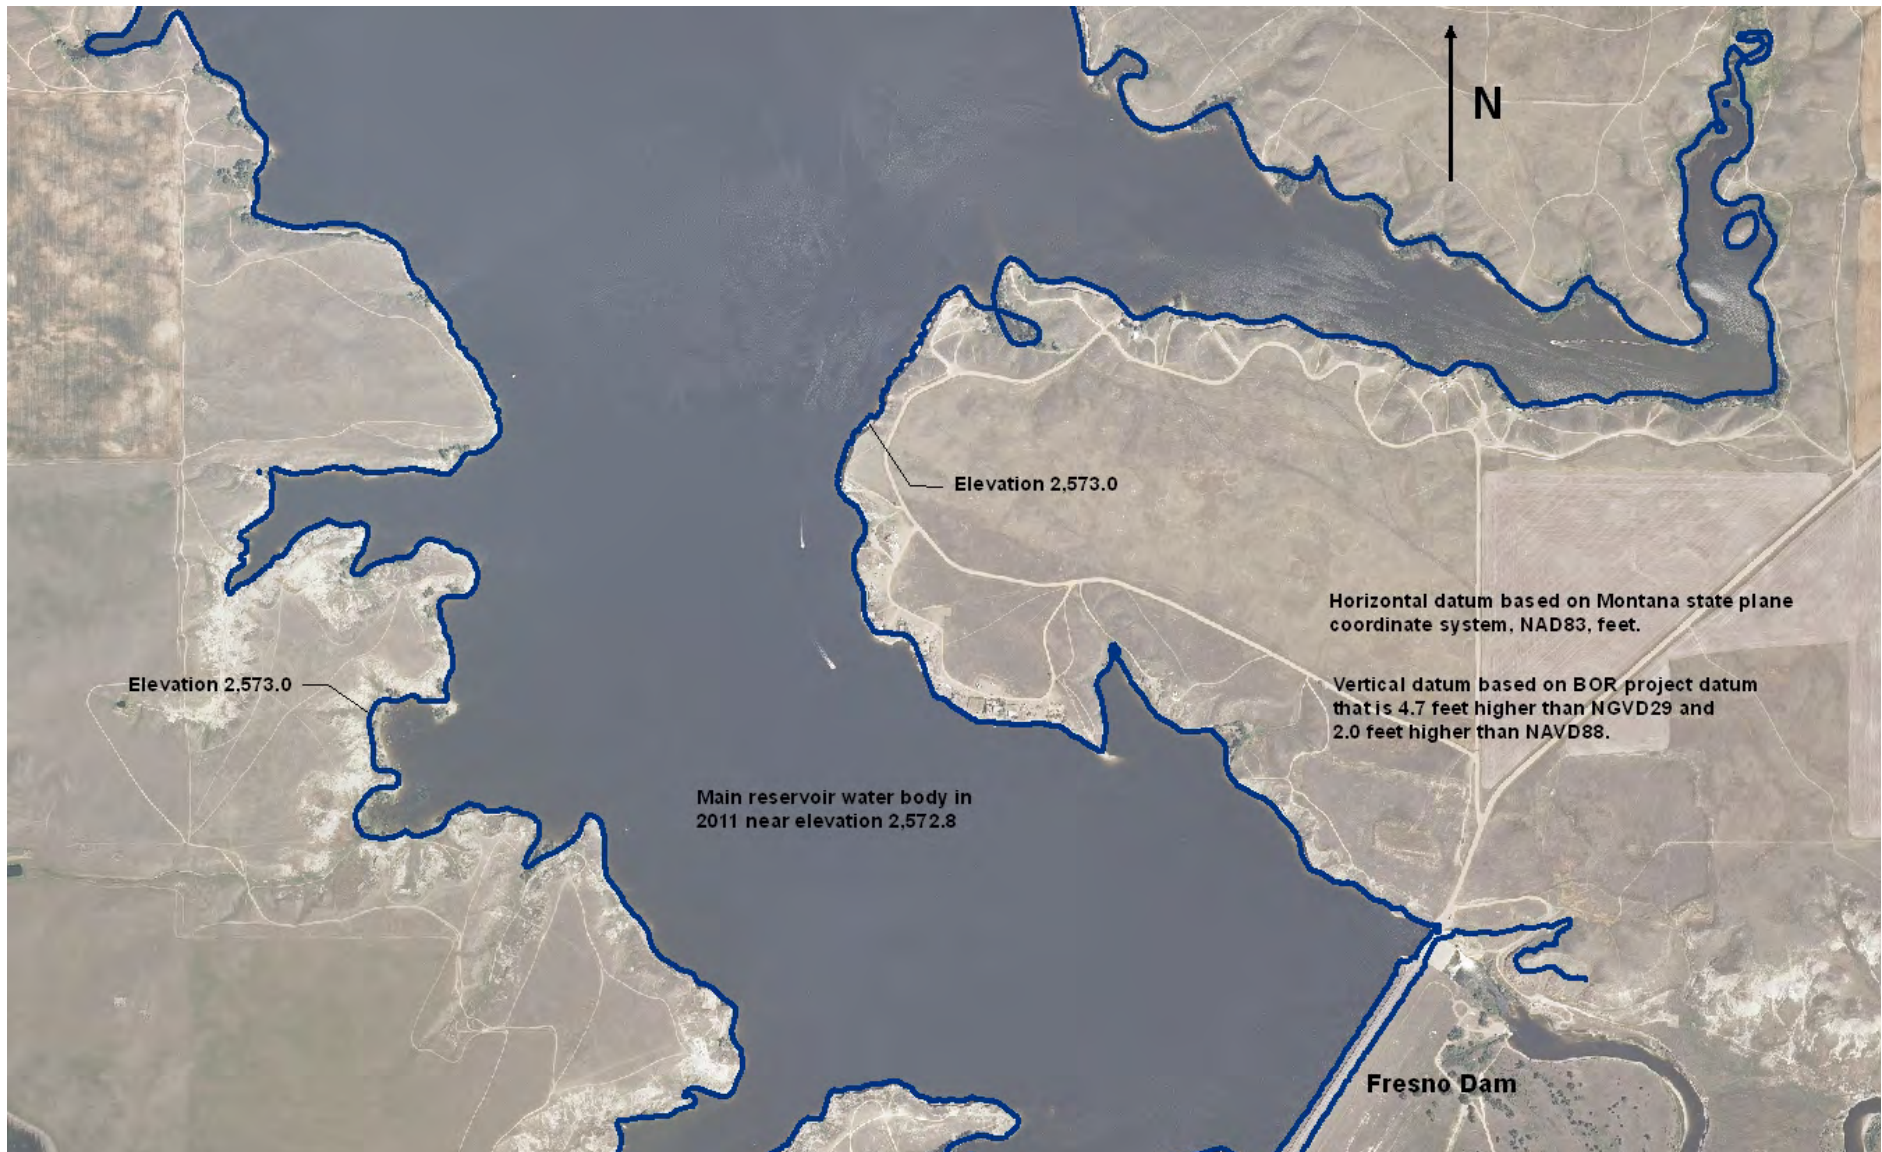 N
Elevation 2,573.0
Horizontal datum based on Montana state plane
coordinate system, NAD83, feet.
Elevation 2,573.0
Vertical datum based on BOR project datum
that is 4.7 feet higher than NGVD29 and
2.0 feet higher than NAVD88.
Main reservoir water body in
2011 near elevation 2,572.8
Fresno Dam